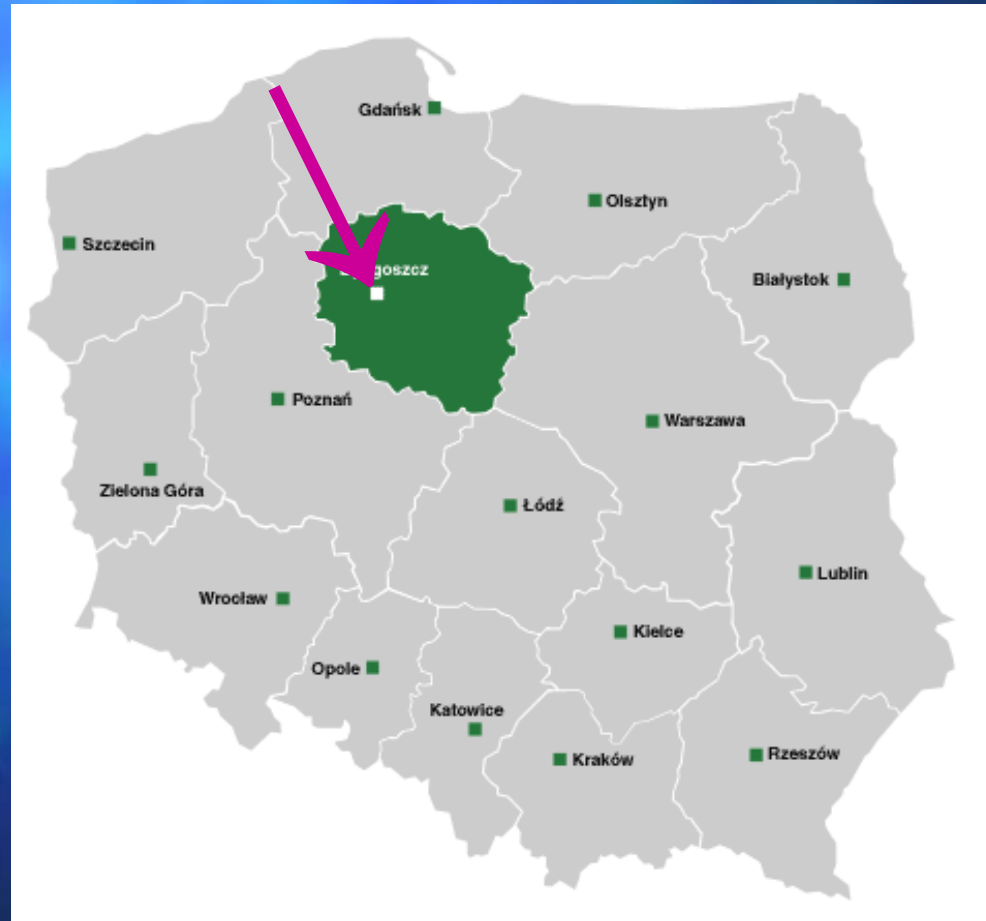 Gdańsk
Olsztyn
Szczecin
Białystok
Poznań
Warszawa
Zielona Góra
Łódź
Lublin
Wrocław
Kielce
Opole
Katowice
Kraków
Rzeszów